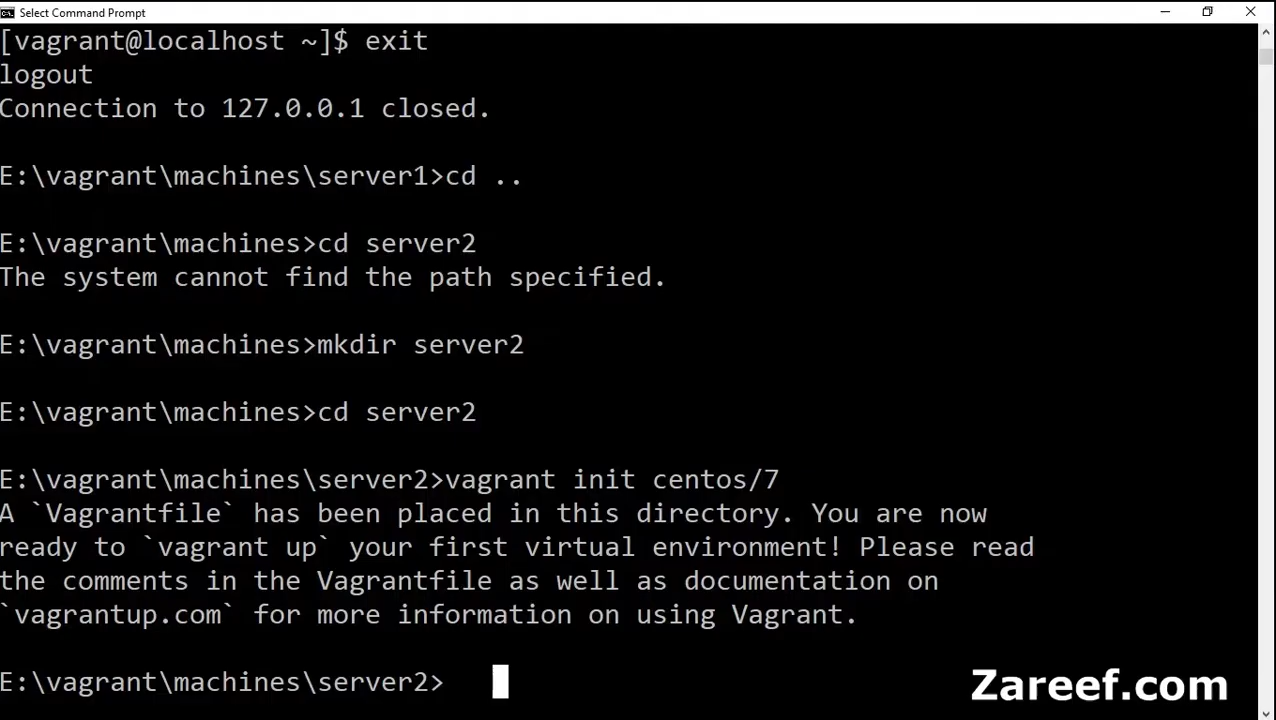 Select Command Prompt
[vagrant@localhost ~]$ exit
logout
Connection to 127.0.0.1 closed.
E:\vagrant\machines\server1>cd ..
E:\vagrant\machines>cd server2
The system cannot find the path specified.
E:\vagrant\machines>mkdir server2
E:\vagrant\machines>cd server2
E:\vagrant\machines\server2>vagrant init centos/7
A `Vagrantfile` has been placed in this directory. You are now
ready to `vagrant up` your first virtual environment! Please read
the comments in the Vagrantfile as well as documentation on
`vagrantup.com` for more information on using Vagrant.
E:\vagrant\machines\server2>
Zareef.com